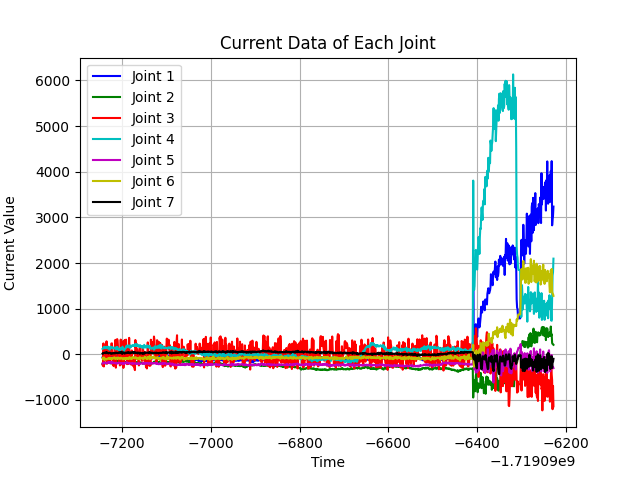 Current Data of Each Joint
Joint 1
Joint 2
Joint 3
Joint 4
Joint 5
Joint 6
Joint 7
6000
5000
4000
3000
2000
1000
0
−1000
Current Value
−7200 −7000 −6800 −6600 −6400 −6200
Time
−1.71909e9